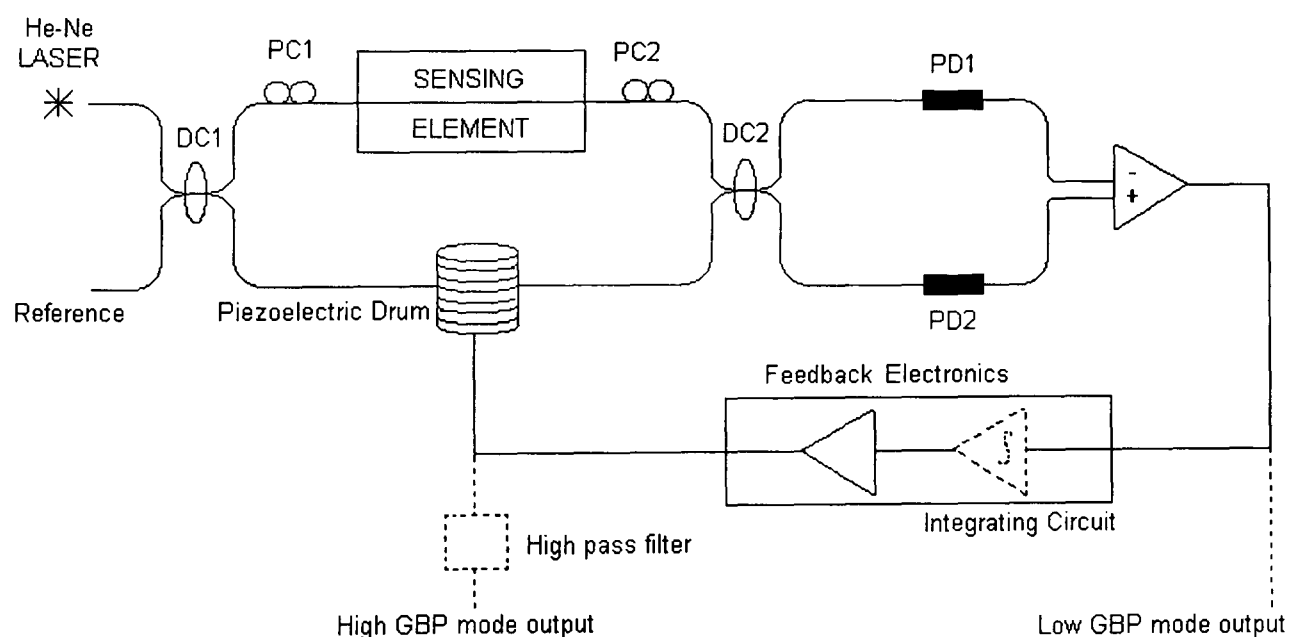 He-Ne
LASER
PC1
SENSING
ELEMENT
PC2
PD1
DC1
DC2
-
+
Reference
Piezoelectric Drum
PD2
Feedback Electronics
∫
Integrating Circuit
High pass filter
High GBP mode output
Low GBP mode output